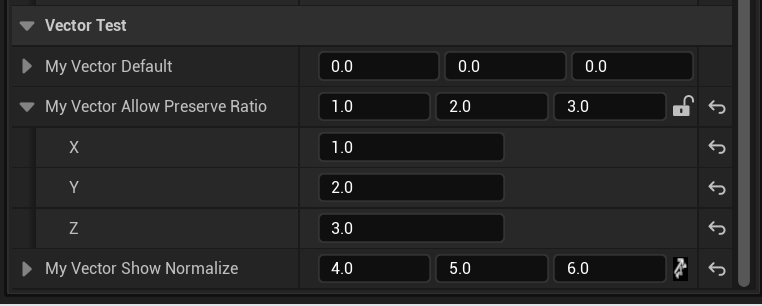 Vector Test
My Vector Default 0.0 0.0 0.0
My Vector Allow Preserve Ratio 1.0 2.0 3.0
X 1.0
Y 2.0
Z 3.0
My Vector Show Normalize 4.0 5.0 6.0